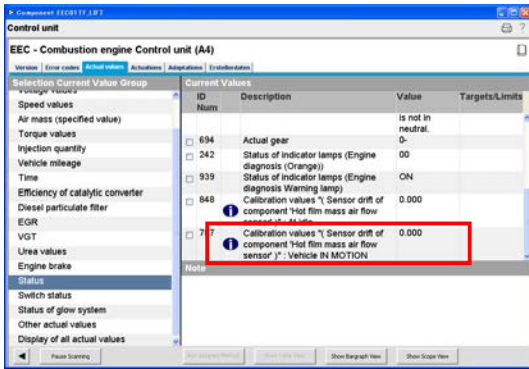 Component EEC01TF,LIFT
Control unit
EEC - Combustion engine Control unit (A4)
Version Error codes Actual values Actuations Adaptations Erstellerdaten
Selection Current Value Group
Voltage values
Speed values
Air mass (specified value)
Torque values
Injection quantity
Vehicle mileage
Time
Efficiency of catalytic converter
Diesel particulate filter
EGR
VGT
Urea values
Engine brake
Status
Switch status
Status of glow system
Other actual values
Display of all actual values
Current Values
ID Num Description Value Targets/Limits
is not in
neutral.
694 Actual gear 0-
242 Status of indicator lamps (Engine 00
diagnosis (Orange))
939 Status of indicator lamps (Engine ON
diagnosis Warning lamp)
848 Calibration values "( Sensor drift of 0.000
component 'Hot film mass air flow
sensor' )" :
Calibration values "( Sensor drift of 0.000
component 'Hot film mass air flow
sensor' )" : Vehicle IN MOTION
Note
Pause Scanning Show Bargraph View Show Scope View